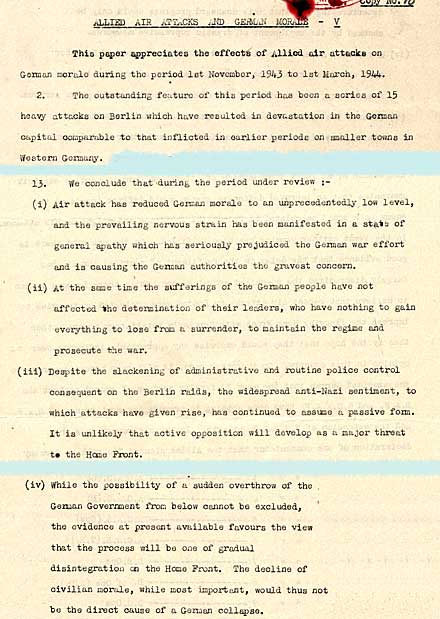 Copy No. 70
ALLIED AIR ATTACKS AND GERMAN MORALE - V
This paper appreciates the effects of Allied air attacks on
German morale during the period 1st November, 1943 to 1st March, 1944.
2. The outstanding feature of this period has been a series of 15
heavy attacks on Berlin which have resulted in devastation in the German
capital comparable to that inflicted in earlier periods on smaller towns in
Western Germany.
13. We conclude that during the period under review :-
(i) Air attack has reduced German morale to an unprecedentedly low level,
and the prevailing nervous strain has been manifested in a state of
general apathy which has seriously prejudiced the German war effort
and is causing the German authorities the gravest concern.
(ii) At the same time the sufferings of the German people have not
affected the determination of their leaders, who have nothing to gain
everything to lose from a surrender, to maintain the regime and
prosecute the war.
(iii) Despite the slackening of administrative and routine police control
consequent on the Berlin raids, the widespread anti-Nazi sentiment, to
which attacks have given rise, has continued to assume a passive form.
It is unlikely that active opposition will develop as a major threat
to the Home Front.
(iv) While the possibility of a sudden overthrow of the
German Government from below cannot be excluded,
the evidence at present available favours the view
that the process will be one of gradual
disintegration on the Home Front. The decline of
civilian morale, while most important, would thus not
be the direct cause of a German collapse.